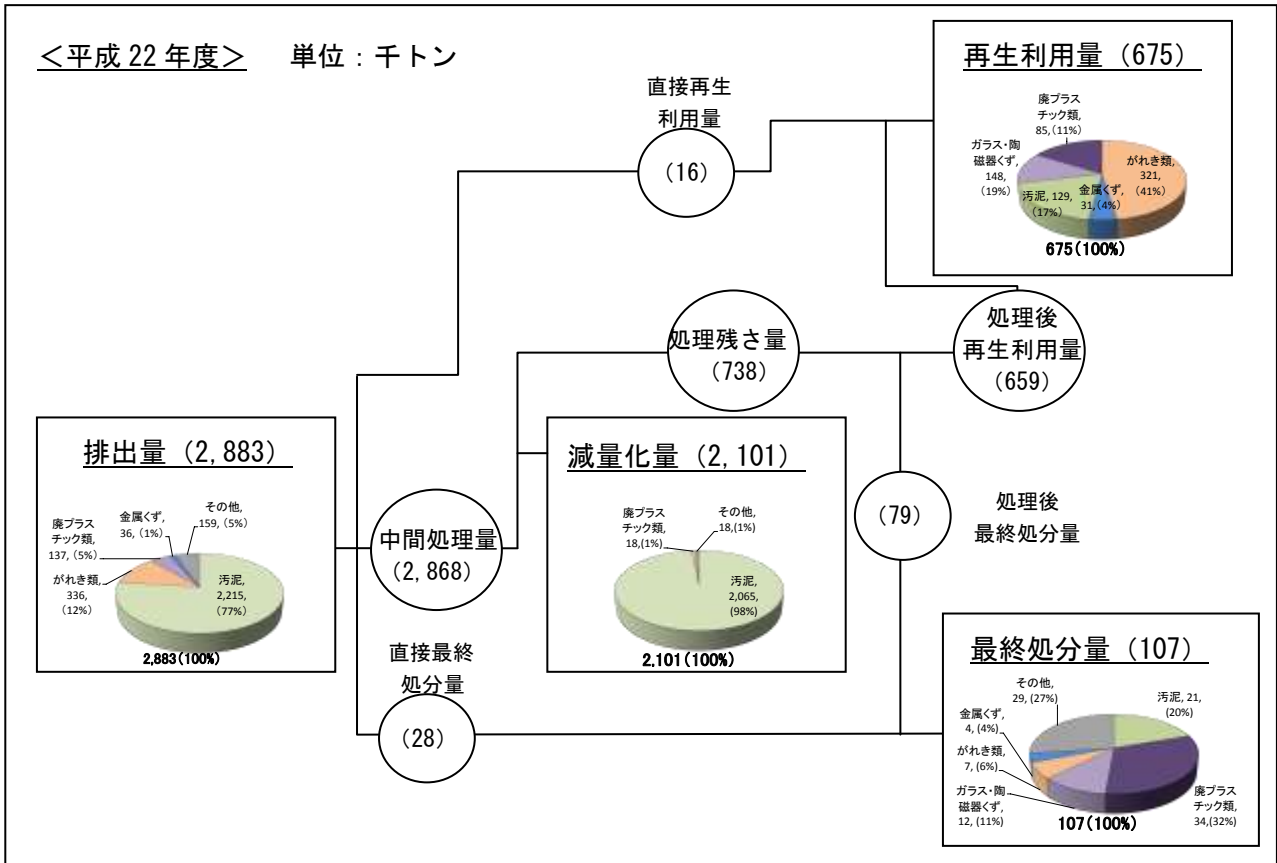 ＜平成 22 年度＞　単位：千トン
直接再生
利用量
(16)
再生利用量 (675)
廃プラス
チック類
85,(11%)
ガラス・陶
磁器くず,
148,
(19%)
がれき類
321,
(41%)
汚泥, 129,
(17%)
金属くず,
31,(4%)
675(100%)
処理残さ量
(738)
処理後
再生利用量
(659)
排出量 (2,883)
その他,
159, (5%)
金属くず,
36, (1%)
廃プラス
チック類,
137, (5%)
がれき類,
336,
(12%)
汚泥,
2,215,
(77%)
2,883(100%)
中間処理量
(2,868)
減量化量 (2,101)
廃プラス
チック類,
18,(1%)
その他,
18,(1%)
汚泥,
2,065,
(98%)
2,101(100%)
(79)
処理後
最終処分量
直接最終
処分量
(28)
最終処分量 (107)
その他,
29, (27%)
汚泥, 21,
(20%)
金属くず,
4, (4%)
がれき類,
7, (6%)
ガラス・陶
磁器くず,
12, (11%)
廃プラス
チック類,
34,(32%)
107(100%)